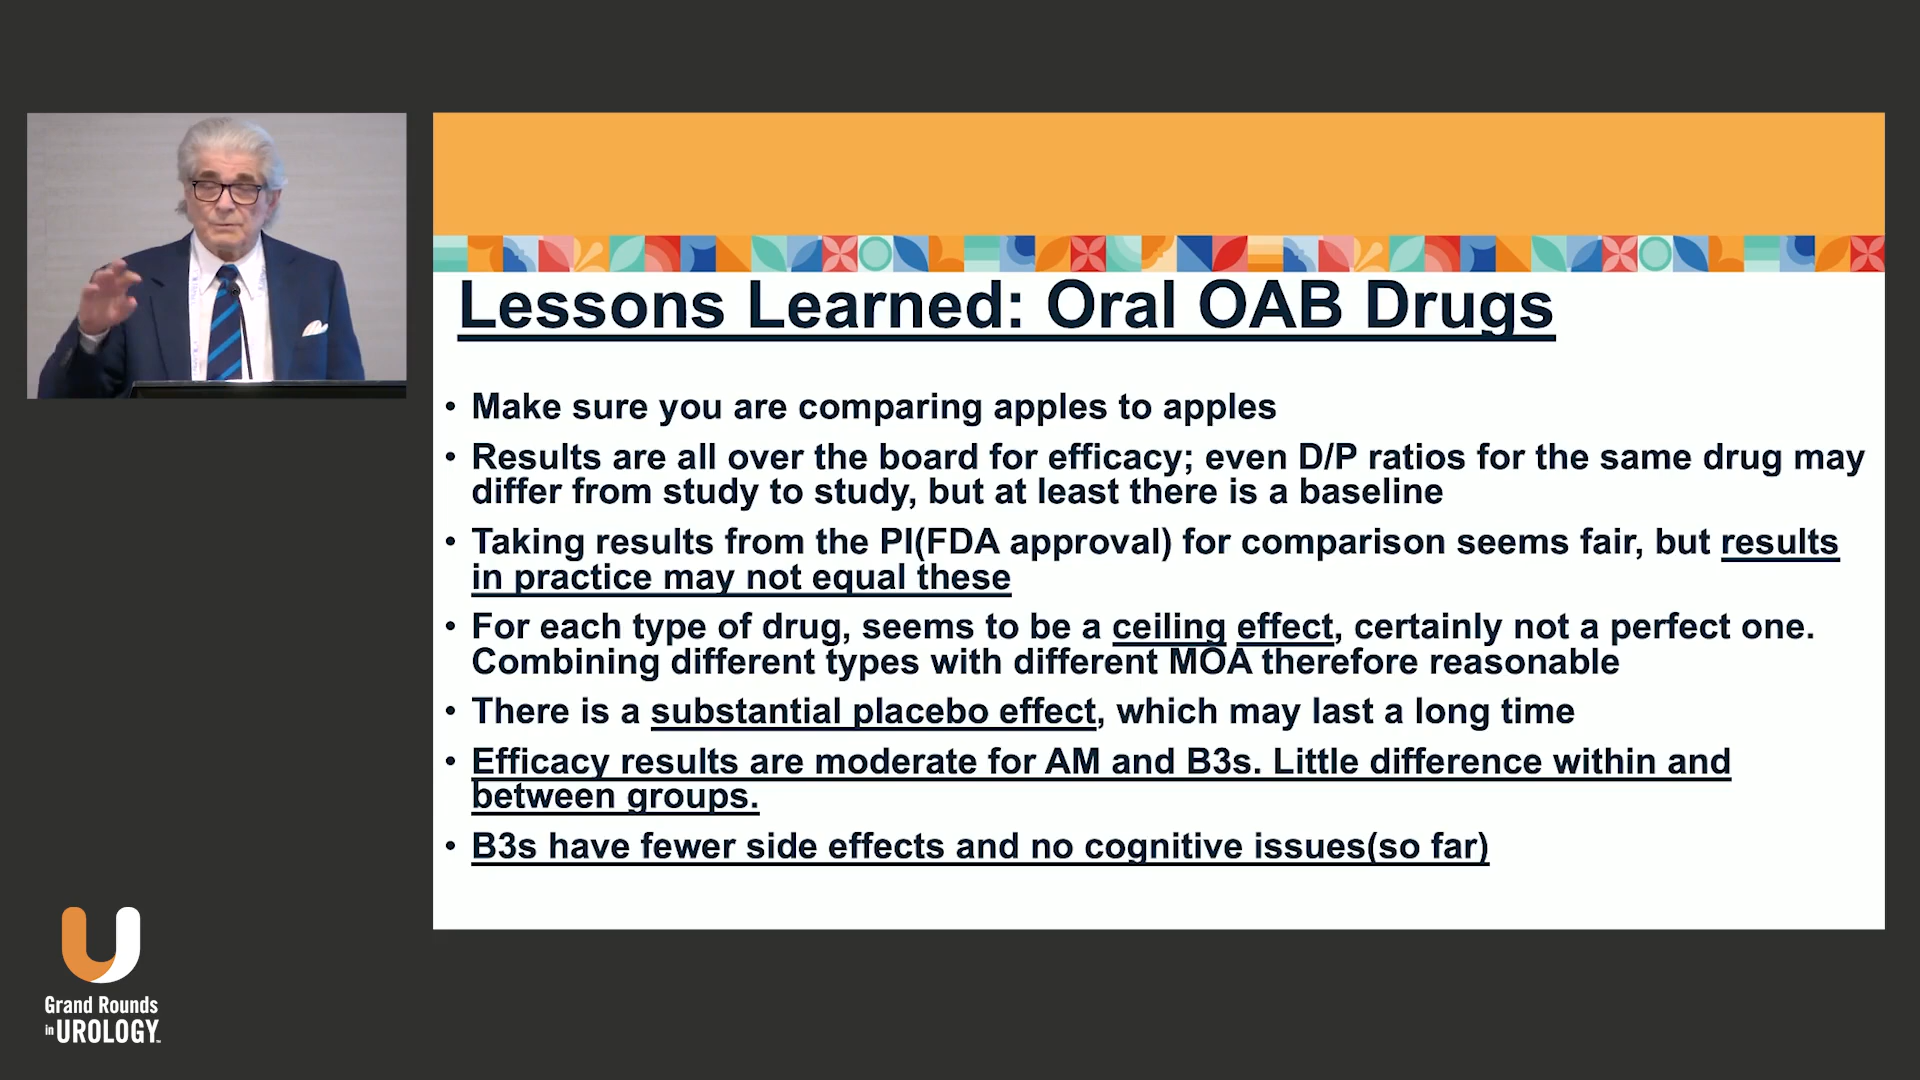 Lessons Learned: Oral OAB Drugs
• Make sure you are comparing apples to apples
• Results are all over the board for efficacy; even D/P ratios for the same drug may
differ from study to study, but at least there is a baseline
• Taking results from the PI(FDA approval) for comparison seems fair, but results
in practice may not equal these
• For each type of drug, seems to be a ceiling effect, certainly not a perfect one.
Combining different types with different MOA therefore reasonable
• There is a substantial placebo effect, which may last a long time
• Efficacy results are moderate for AM and B3s. Little difference within and
between groups.
• B3s have fewer side effects and no cognitive issues(so far)
Grand Rounds
in UROLOGY™